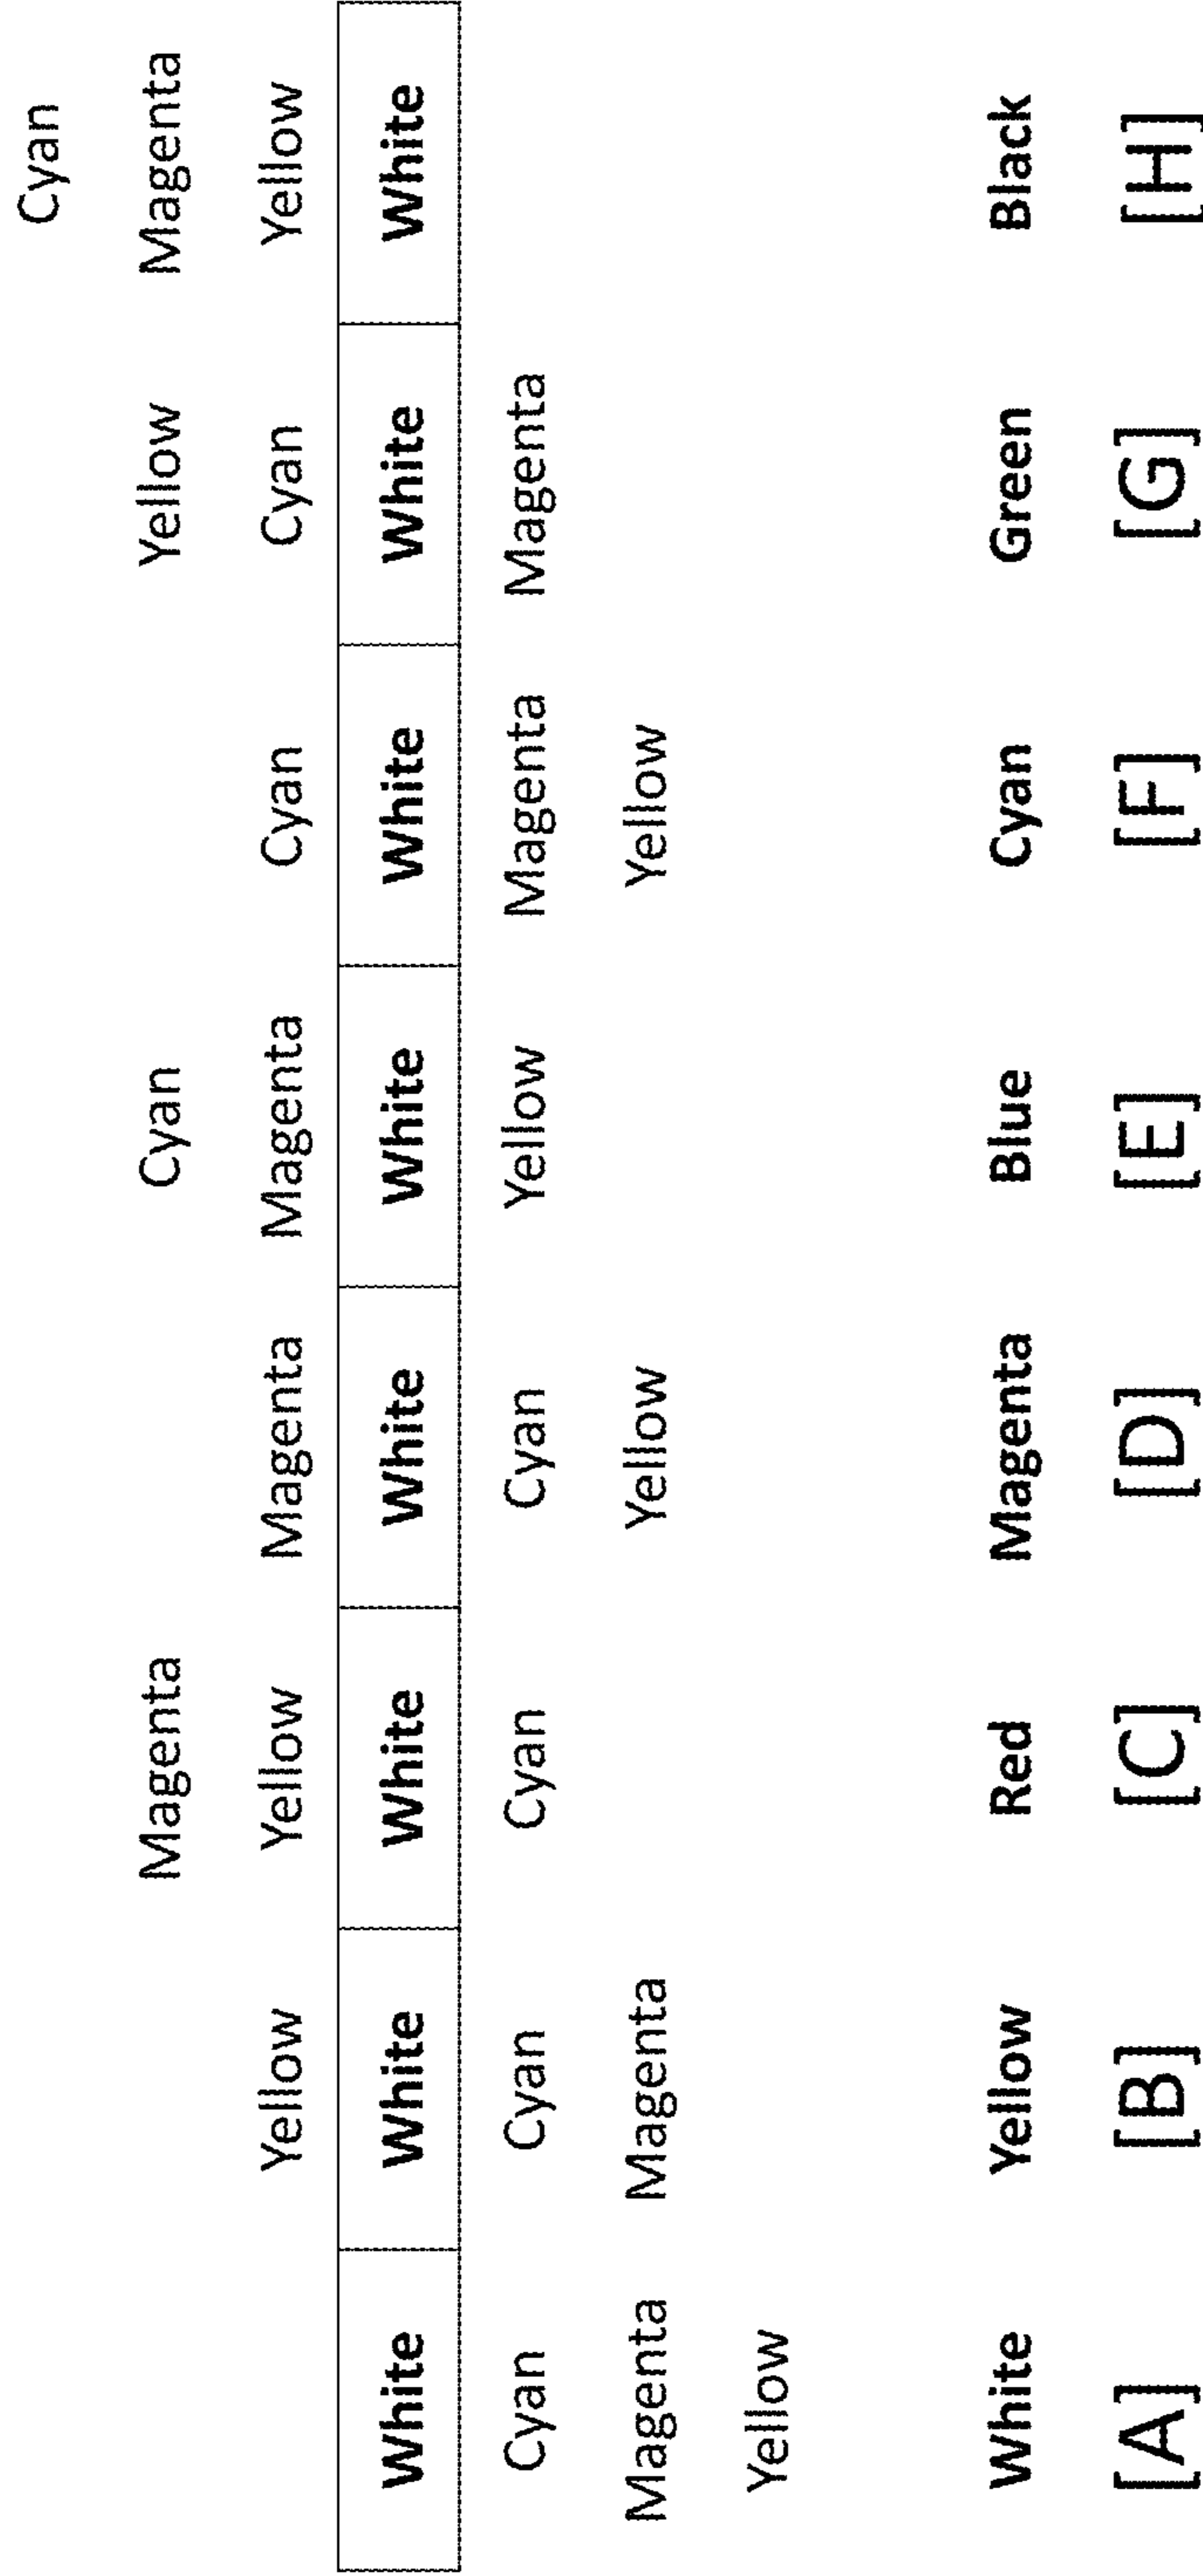 Cyan
Magenta Cyan Yellow Magenta
Yellow Yellow Magenta Magenta Cyan Cyan Yellow
White White White White White White White White
Cyan Cyan Cyan Cyan Yellow Magenta Magenta
Magenta Magenta Yellow Yellow
Yellow
White Yellow Red Magenta Blue Cyan Green Black
[A] [B] [C] [D] [E] [F] [G] [H]